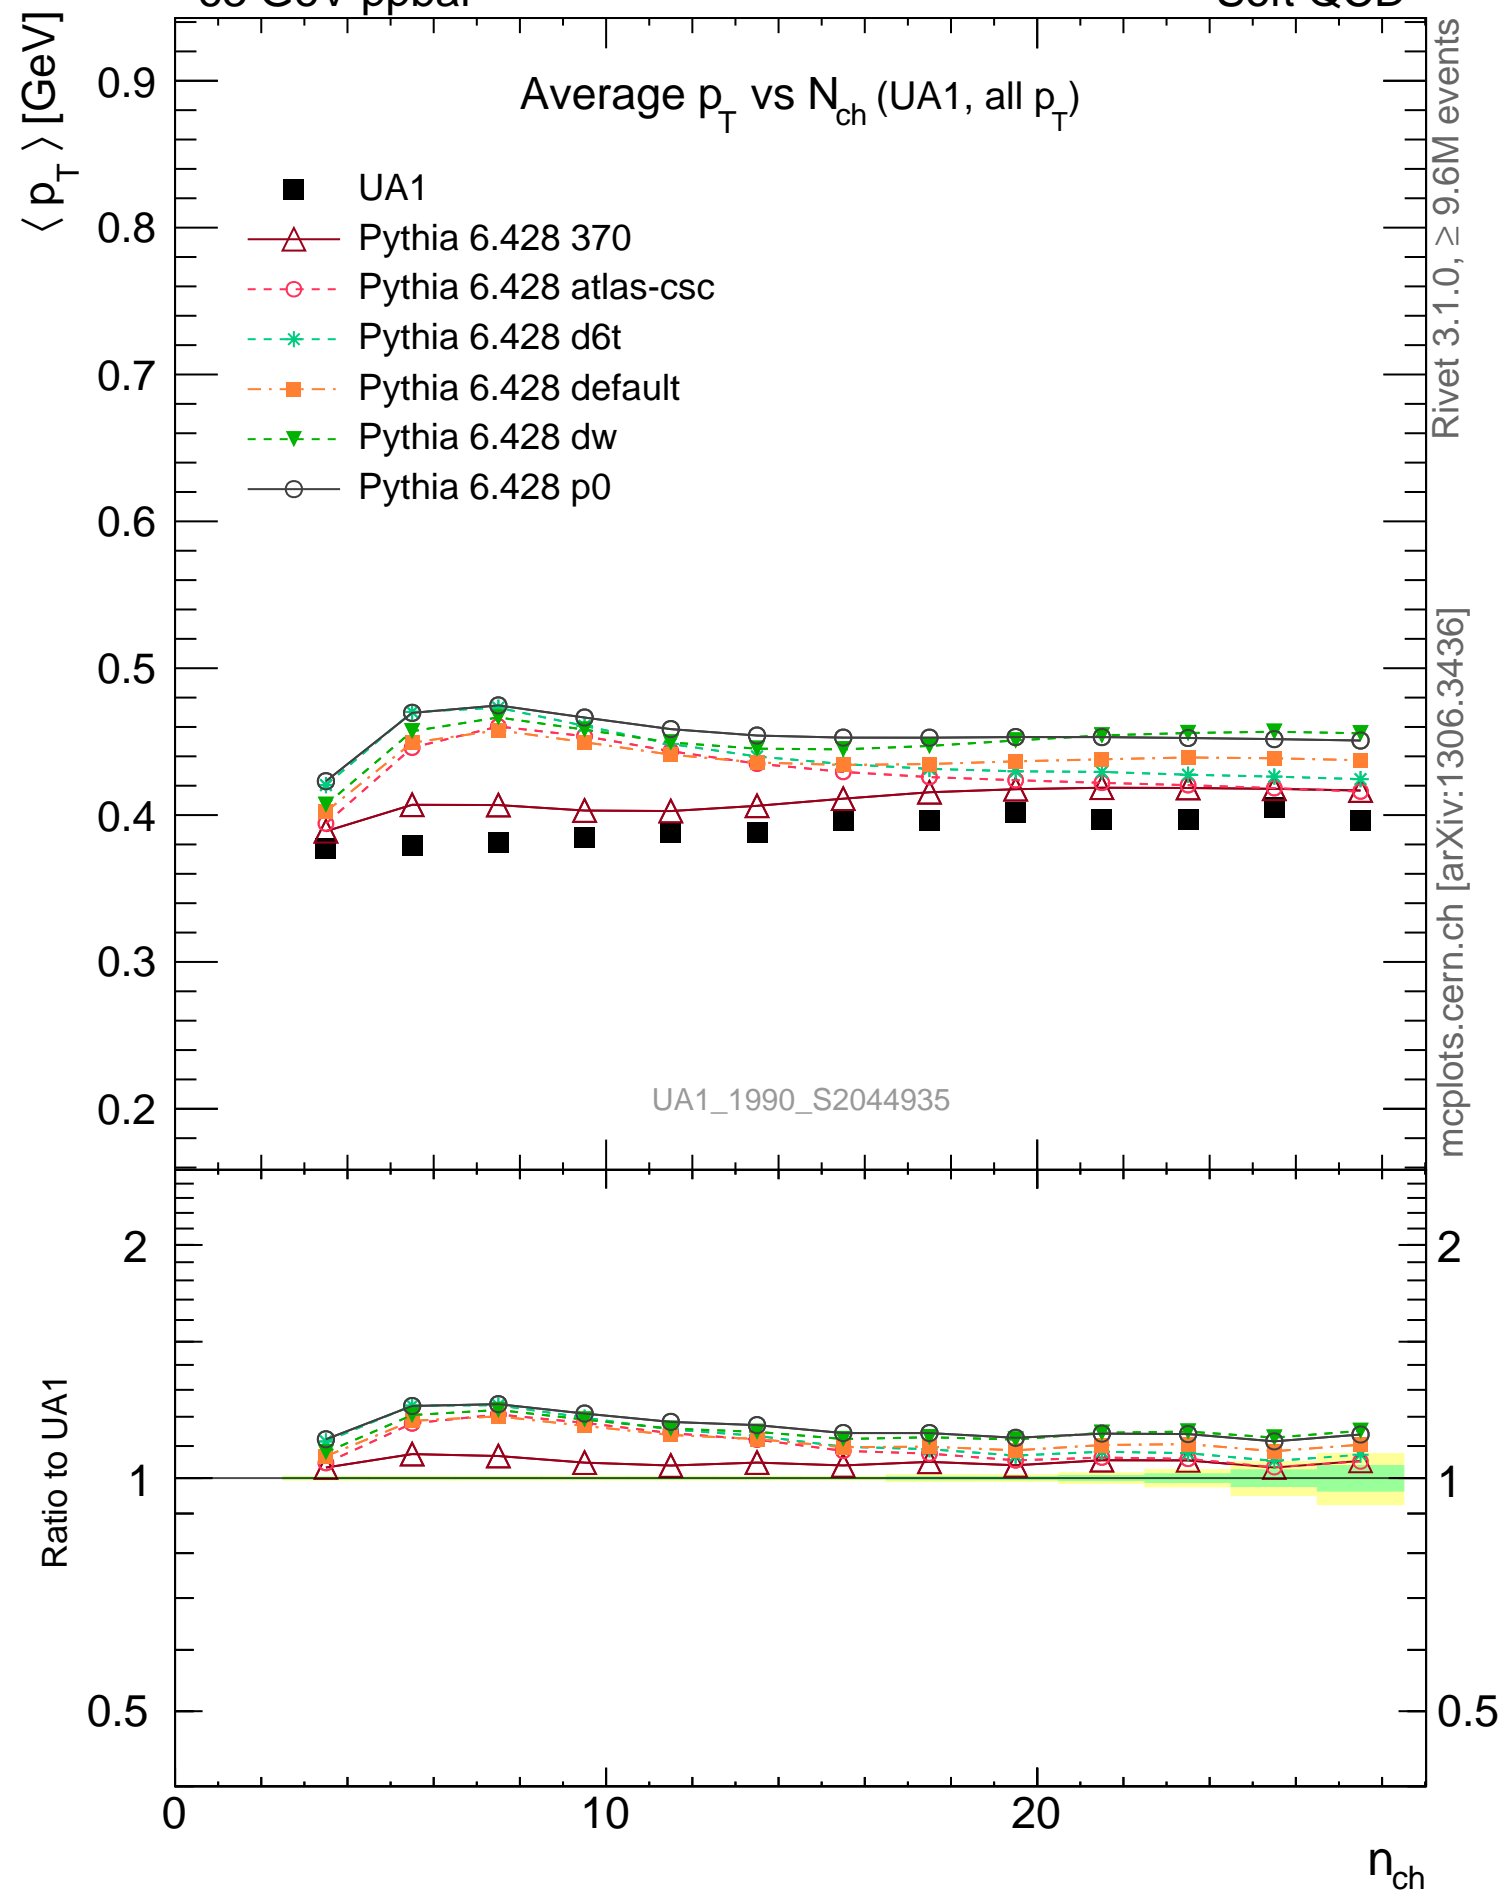 GeV ppbar
Soft QCD
⟨ p_T ⟩ [GeV]
Average p_T vs N_ch (UA1, all p_T)
UA1
Pythia 6.428 370
Pythia 6.428 atlas-csc
Pythia 6.428 d6t
Pythia 6.428 default
Pythia 6.428 dw
Pythia 6.428 p0
0.9
0.8
0.7
0.6
0.5
0.4
0.3
0.2
UA1_1990_S2044935
Rivet 3.1.0, ≥ 9.6M events
mcplots.cern.ch [arXiv:1306.3436]
Ratio to UA1
2
1
0.5
2
1
0.5
0
10
20
n_ch